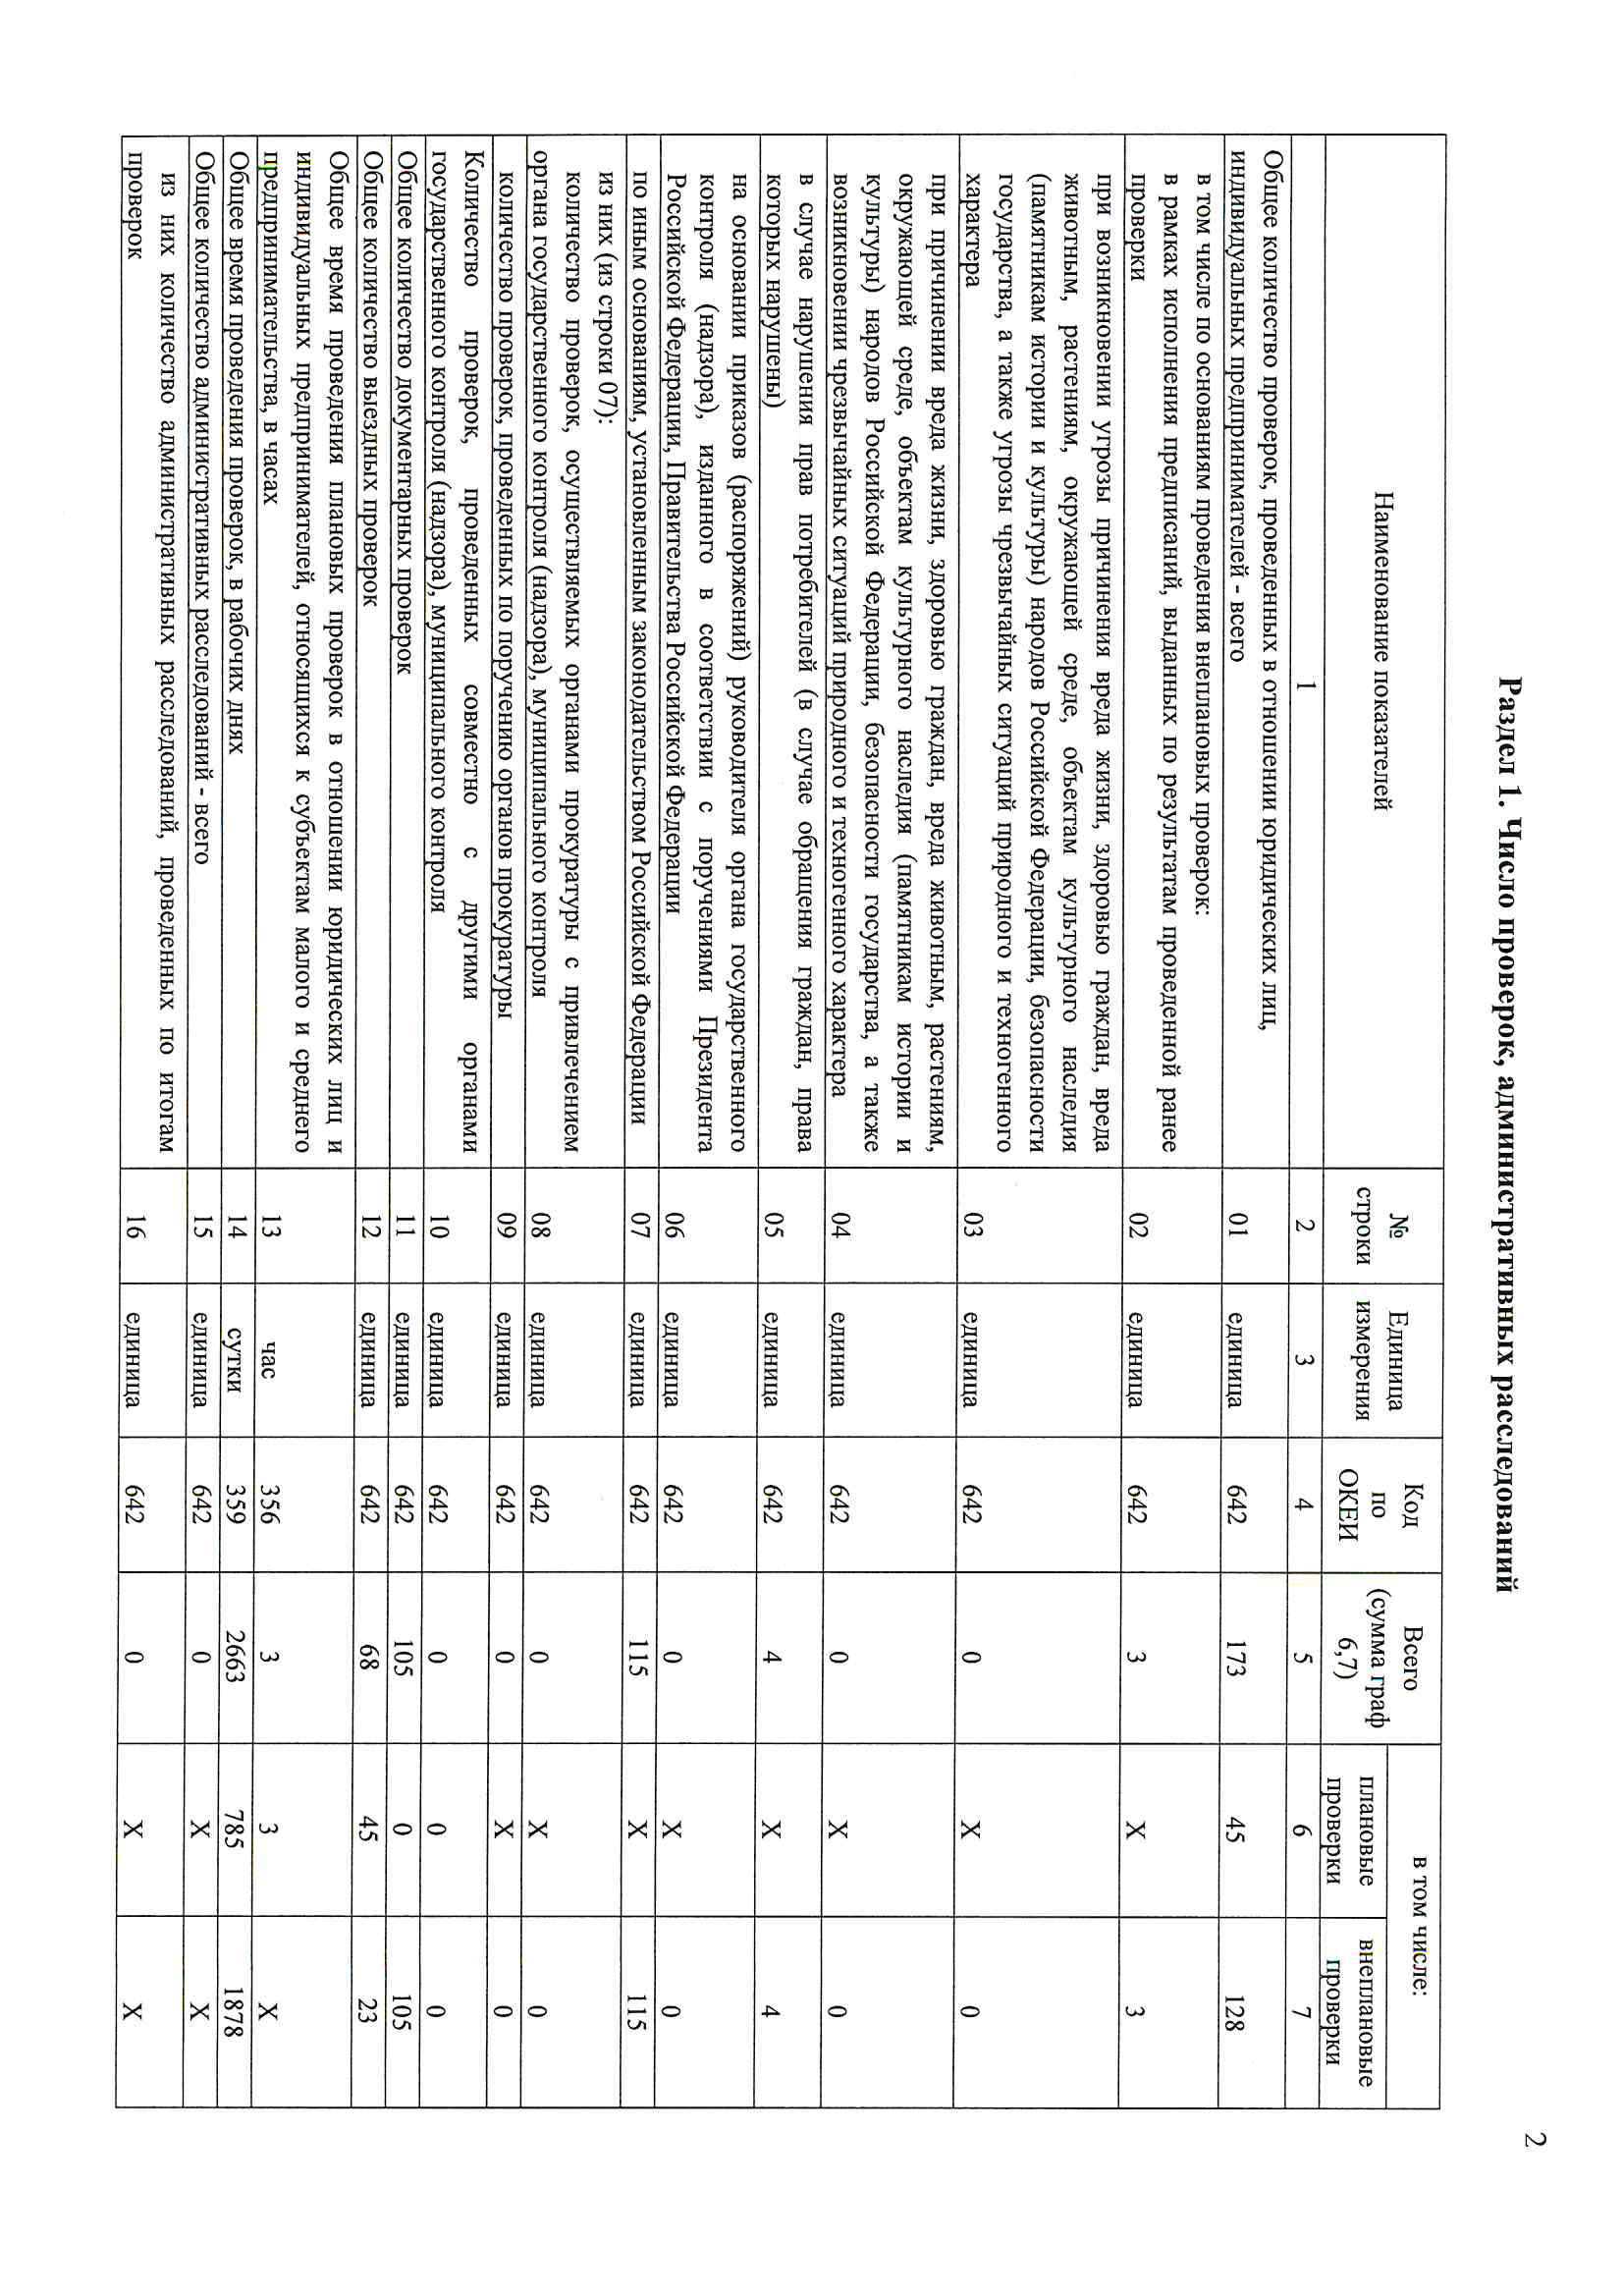 2
Раздел 1. Число проверок, административных расследований
Наименование показателей
№
строки
Единица
измерения
Код
по
ОКЕИ
Всего
(сумма граф
6,7)
в том числе:
плановые
проверки
внеплановые
проверки
1 2 3 4 5 6 7
Общее количество проверок, проведенных в отношении юридических лиц,
индивидуальных предпринимателей - всего 01 единица 642 173 45 128
в том числе по основаниям проведения внеплановых проверок:
в рамках исполнения предписаний, выданных по результатам проведенной ранее
проверки 02 единица 642 3 X 3
при возникновении угрозы причинения вреда жизни, здоровью граждан, вреда
животным, растениям, окружающей среде, объектам культурного наследия
(памятникам истории и культуры) народов Российской Федерации, безопасности
государства, а также угрозы чрезвычайных ситуаций природного и техногенного
характера 03 единица 642 0 X 0
при причинении вреда жизни, здоровью граждан, вреда животным, растениям,
окружающей среде, объектам культурного наследия (памятникам истории и
культуры) народов Российской Федерации, безопасности государства, а также
возникновении чрезвычайных ситуаций природного и техногенного характера 04 единица 642 0 X 0
в случае нарушения прав потребителей (в случае обращения граждан, права
которых нарушены) 05 единица 642 4 X 4
на основании приказов (распоряжений) руководителя органа государственного
контроля (надзора), изданного в соответствии с поручениями Президента
Российской Федерации, Правительства Российской Федерации 06 единица 642 0 X 0
по иным основаниям, установленным законодательством Российской Федерации 07 единица 642 115 X 115
из них (из строки 07):
количество проверок, осуществляемых органами прокуратуры с привлечением
органа государственного контроля (надзора), муниципального контроля 08 единица 642 0 X 0
количество проверок, проведенных по поручению органов прокуратуры 09 единица 642 0 X 0
Количество проверок, проведенных совместно с другими органами
государственного контроля (надзора), муниципального контроля 10 единица 642 0 0 0
Общее количество документарных проверок 11 единица 642 105 0 105
Общее количество выездных проверок 12 единица 642 68 45 23
Общее время проведения плановых проверок в отношении юридических лиц и
индивидуальных предпринимателей, относящихся к субъектам малого и среднего
предпринимательства, в часах 13 час 356 3 3 X
Общее время проведения проверок, в рабочих днях 14 сутки 359 2663 785 1878
Общее количество административных расследований - всего 15 единица 642 0 X X
из них количество административных расследований, проведенных по итогам
проверок 16 единица 642 0 X X